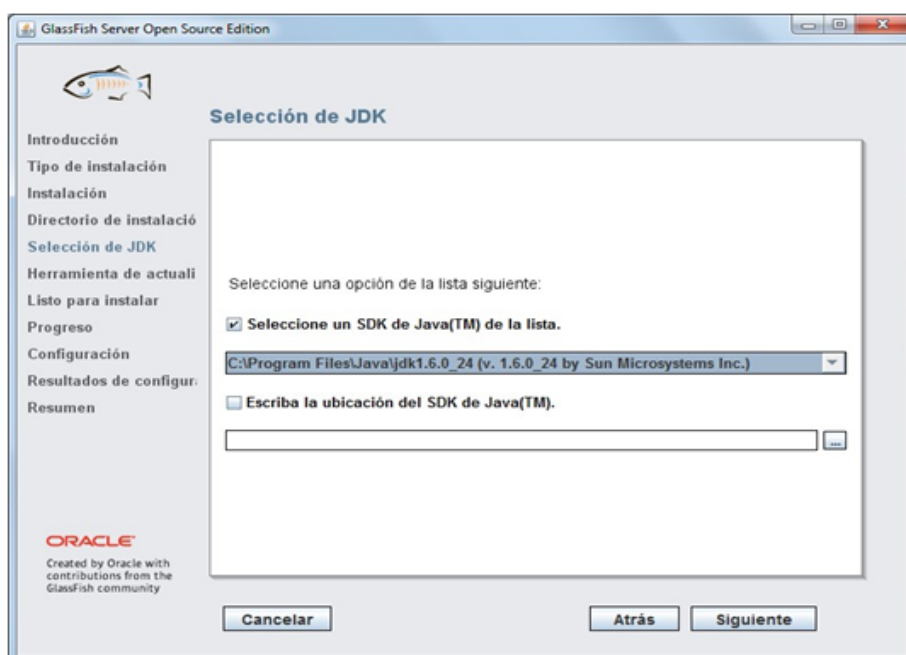 GlassFish Server Open Source Edition
Selección de JDK
Introducción
Tipo de instalación
Instalación
Directorio de instalació
Selección de JDK
Herramienta de actuali
Listo para instalar
Progreso
Configuración
Resultados de configur
Resumen
Seleccione una opción de la lista siguiente:
Seleccione un SDK de Java(TM) de la lista.
C:\Program Files\Java\jdk1.6.0_24 (v. 1.6.0_24 by Sun Microsystems Inc.)
Escriba la ubicación del SDK de Java(TM).
...
ORACLE
Created by Oracle with
contributions from the
GlassFish community
Cancelar
Atrás
Siguiente